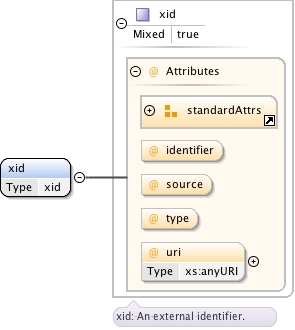 xid
Mixed true
@ Attributes
standardAttrs
@ identifier
@ source
@ type
@ uri
Type xs:anyURI
xid
Type xid
xid: An external identifier.